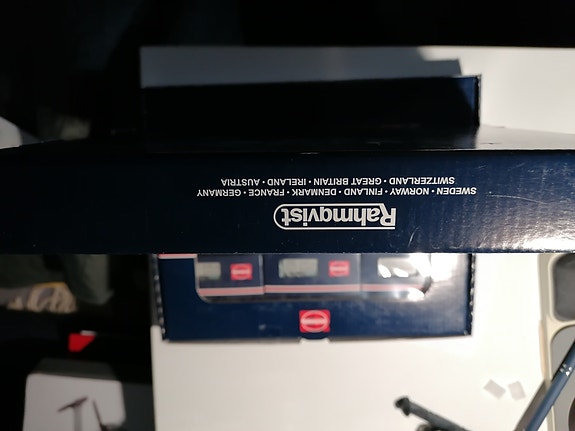 Rahmqvist
SWEDEN • NORWAY • FINLAND • DENMARK • FRANCE • GERMANY
SWITZERLAND • GREAT BRITAIN • IRELAND • AUSTRIA